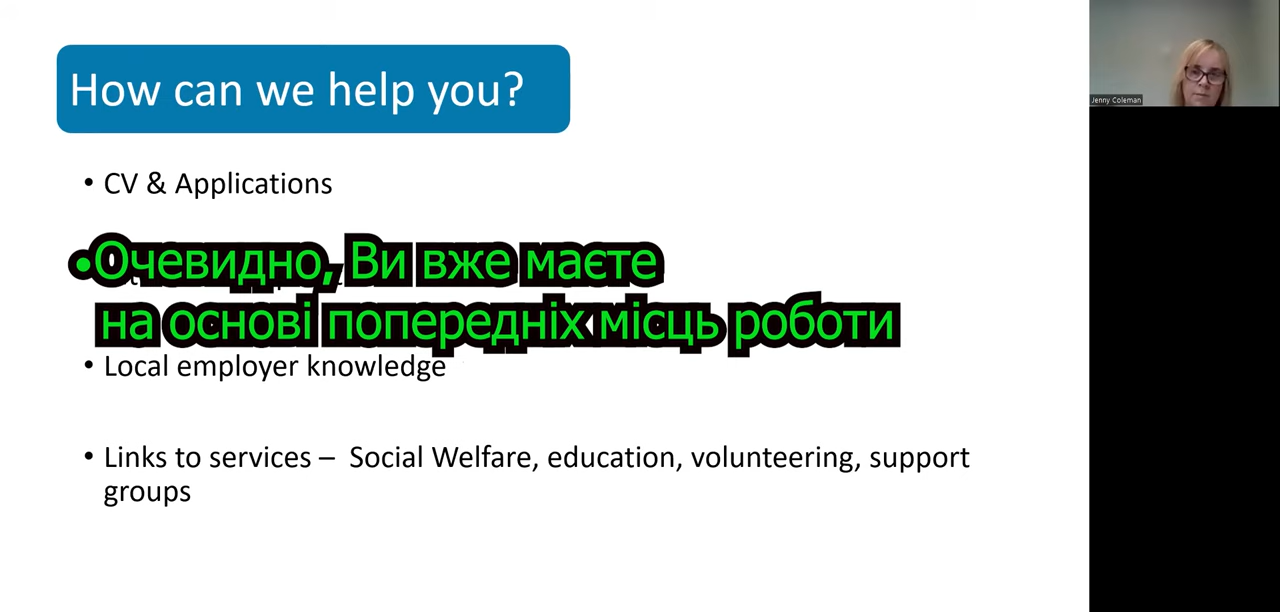 How can we help you?
Jenny Coleman
• CV & Applications
•Очевидно, Ви вже маєте
на основі попередніх місць роботи
• Local employer knowledge
• Links to services – Social Welfare, education, volunteering, support
groups